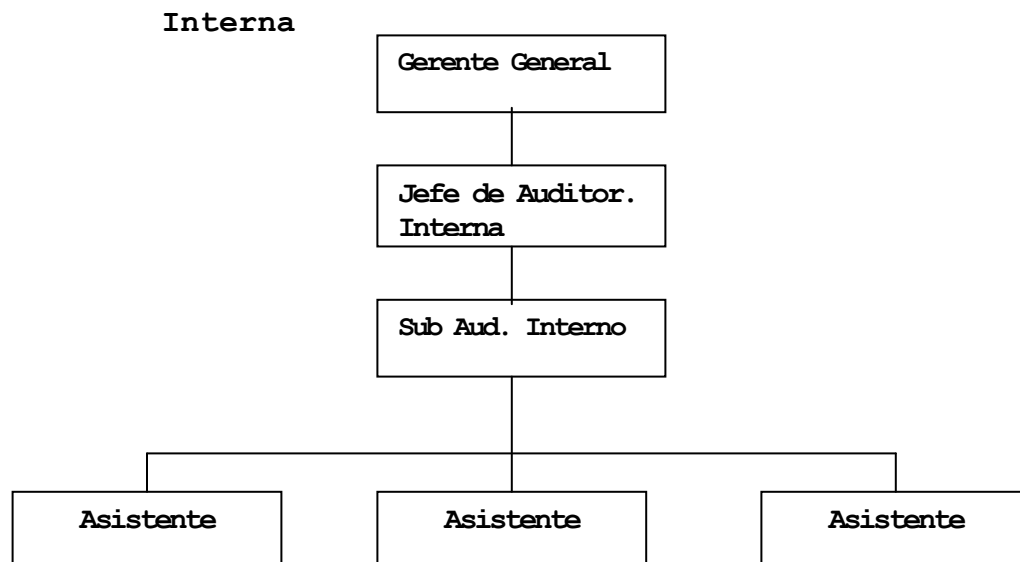 Interna
Gerente General
Jefe de Auditor.
Interna
Sub Aud. Interno
Asistente Asistente Asistente